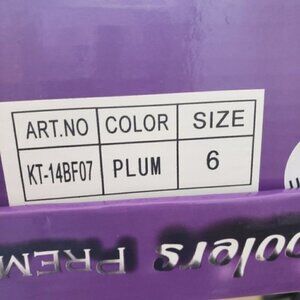 ART.NO COLOR SIZE
KT-14BF07 PLUM 6
oolers PREM